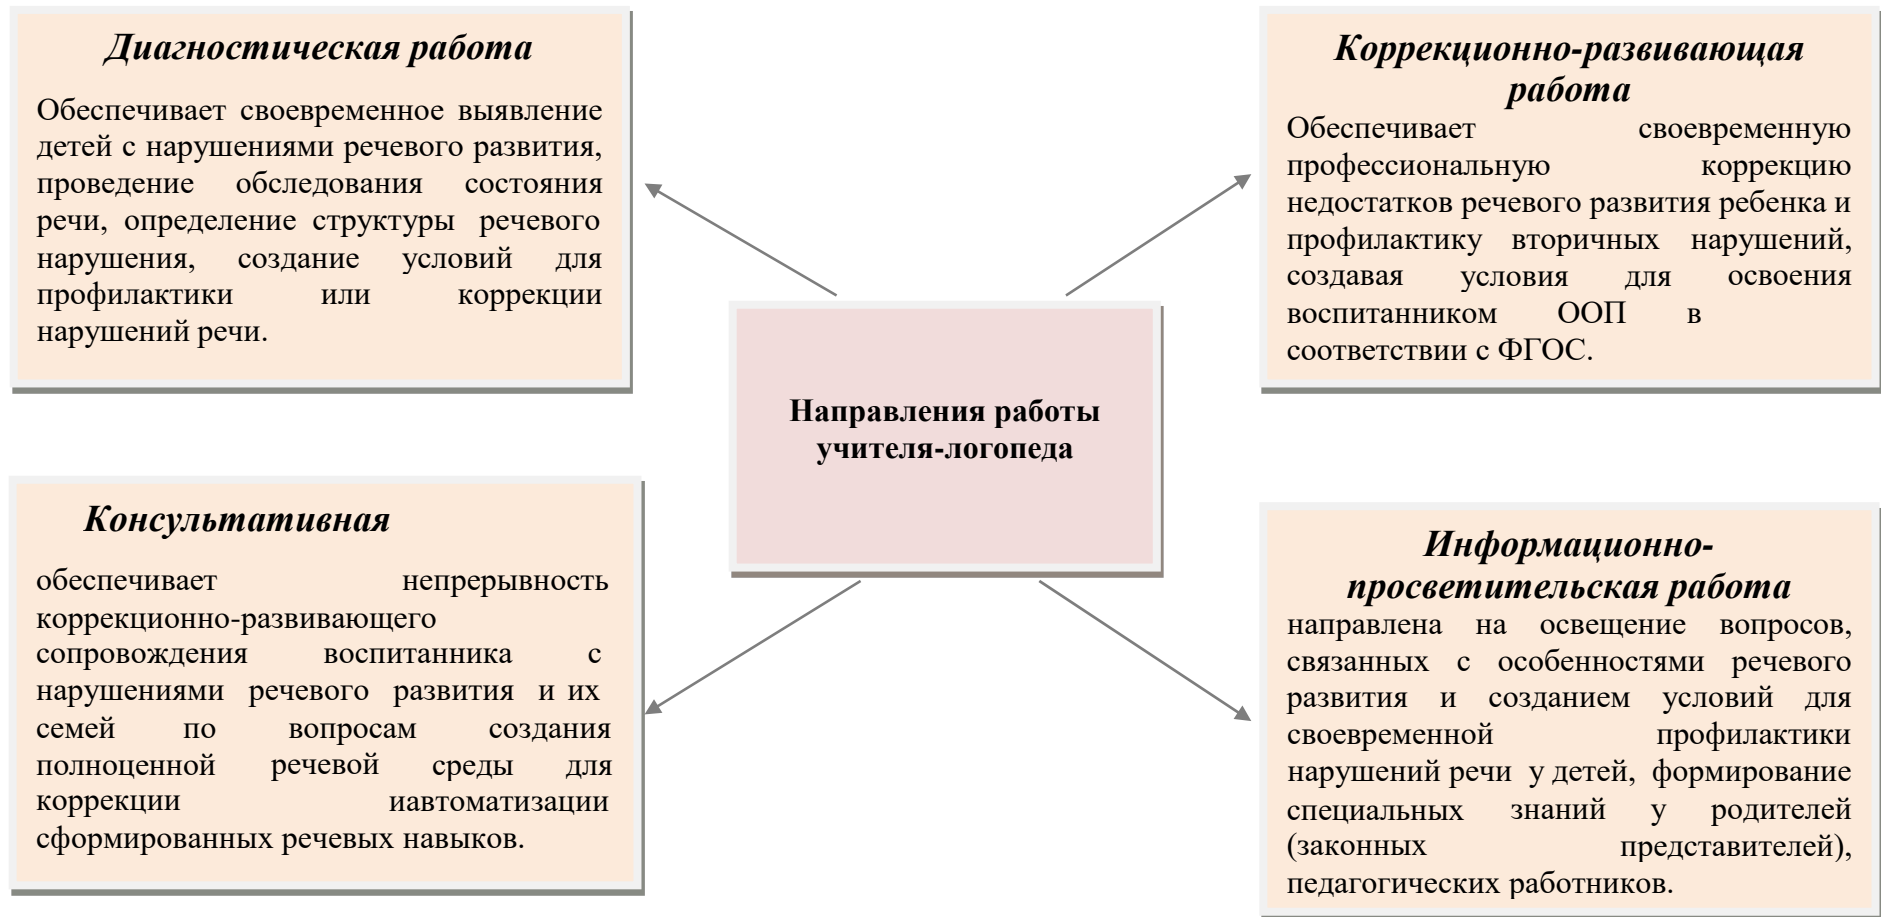 Диагностическая работа
Обеспечивает своевременное выявление
детей с нарушениями речевого развития,
проведение обследования состояния
речи, определение структуры речевого
нарушения, создание условий для
профилактики или коррекции
нарушений речи.
Коррекционно-развивающая
работа
Обеспечивает своевременную
профессиональную коррекцию
недостатков речевого развития ребенка и
профилактику вторичных нарушений,
создавая условия для освоения
воспитанником ООП в
соответствии с ФГОС.
Направления работы
учителя-логопеда
Консультативная
обеспечивает непрерывность
коррекционно-развивающего
сопровождения воспитанника с
нарушениями речевого развития и их
семей по вопросам создания
полноценной речевой среды для
коррекции иавтоматизации
сформированных речевых навыков.
Информационно-
просветительская работа
направлена на освещение вопросов,
связанных с особенностями речевого
развития и созданием условий для
своевременной профилактики
нарушений речи у детей, формирование
специальных знаний у родителей
(законных представителей),
педагогических работников.